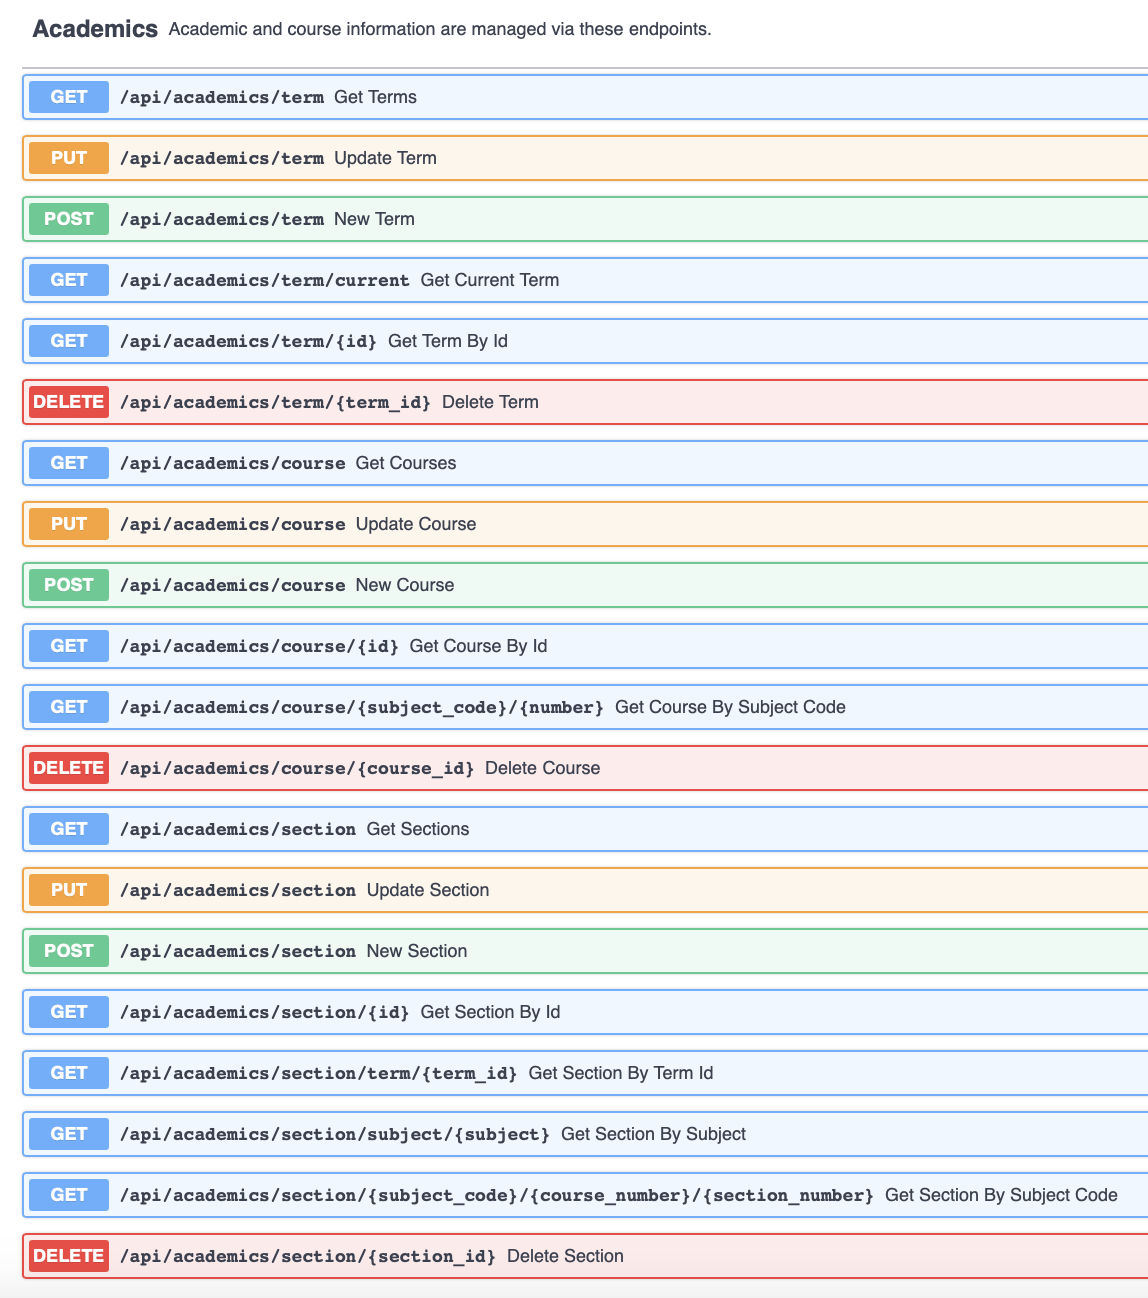 Academics Academic and course information are managed via these endpoints.
GET /api/academics/term Get Terms
PUT /api/academics/term Update Term
POST /api/academics/term New Term
GET /api/academics/term/current Get Current Term
GET /api/academics/term/{id} Get Term By Id
DELETE /api/academics/term/{term_id} Delete Term
GET /api/academics/course Get Courses
PUT /api/academics/course Update Course
POST /api/academics/course New Course
GET /api/academics/course/{id} Get Course By Id
GET /api/academics/course/{subject_code}/{number} Get Course By Subject Code
DELETE /api/academics/course/{course_id} Delete Course
GET /api/academics/section Get Sections
PUT /api/academics/section Update Section
POST /api/academics/section New Section
GET /api/academics/section/{id} Get Section By Id
GET /api/academics/section/term/{term_id} Get Section By Term Id
GET /api/academics/section/subject/{subject} Get Section By Subject
GET /api/academics/section/{subject_code}/{course_number}/{section_number} Get Section By Subject Code
DELETE /api/academics/section/{section_id} Delete Section